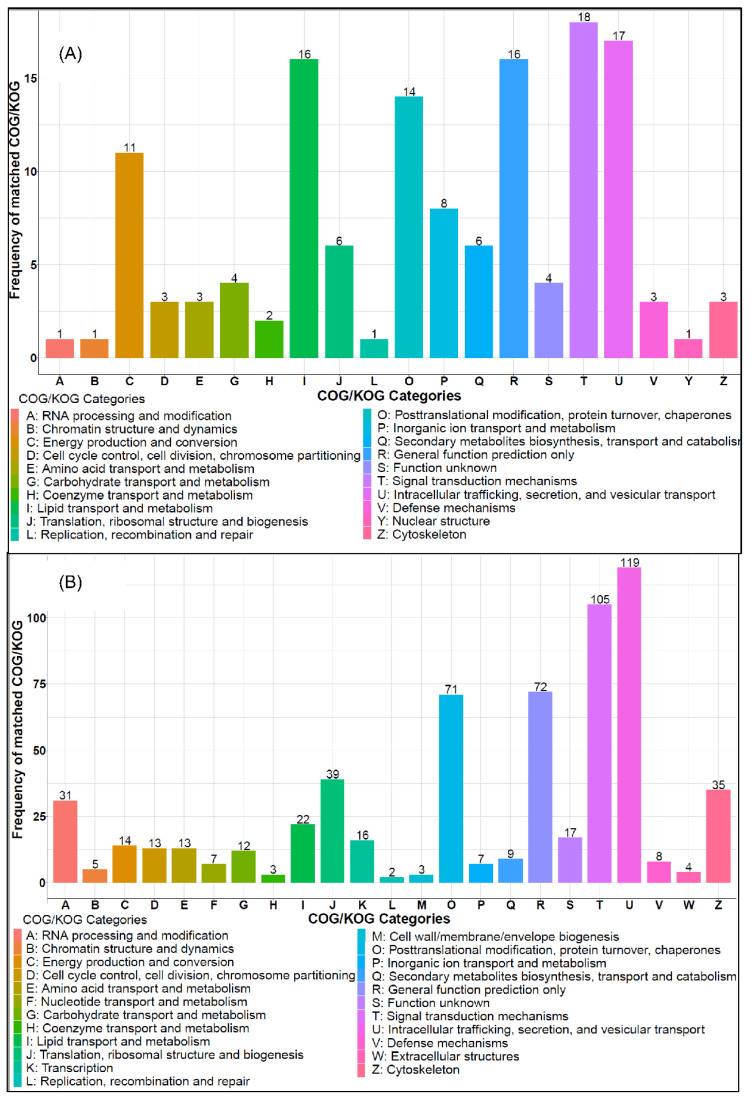 (A)
Frequency of matched COG/KOG
15
10
5
0
1 1 11 3 3 4 2 16 6 1 14 8 6 16 4 18 17 3 1 3
A B C D E G H I J L O P Q R S T U V Y Z
COG/KOG Categories
COG/KOG Categories
A: RNA processing and modification
B: Chromatin structure and dynamics
C: Energy production and conversion
D: Cell cycle control, cell division, chromosome partitioning
E: Amino acid transport and metabolism
G: Carbohydrate transport and metabolism
H: Coenzyme transport and metabolism
I: Lipid transport and metabolism
J: Translation, ribosomal structure and biogenesis
L: Replication, recombination and repair
O: Posttranslational modification, protein turnover, chaperones
P: Inorganic ion transport and metabolism
Q: Secondary metabolites biosynthesis, transport and catabolism
R: General function prediction only
S: Function unknown
T: Signal transduction mechanisms
U: Intracellular trafficking, secretion, and vesicular transport
V: Defense mechanisms
Y: Nuclear structure
Z: Cytoskeleton
(B)
Frequency of matched COG/KOG
100
75
50
25
0
31 5 14 13 13 7 12 3 22 39 16 2 3 71 7 9 72 17 105 119 8 4 35
A B C D E F G H I J K L M O P Q R S T U V W Z
COG/KOG Categories
COG/KOG Categories
A: RNA processing and modification
B: Chromatin structure and dynamics
C: Energy production and conversion
D: Cell cycle control, cell division, chromosome partitioning
E: Amino acid transport and metabolism
F: Nucleotide transport and metabolism
G: Carbohydrate transport and metabolism
H: Coenzyme transport and metabolism
I: Lipid transport and metabolism
J: Translation, ribosomal structure and biogenesis
K: Transcription
L: Replication, recombination and repair
M: Cell wall/membrane/envelope biogenesis
O: Posttranslational modification, protein turnover, chaperones
P: Inorganic ion transport and metabolism
Q: Secondary metabolites biosynthesis, transport and catabolism
R: General function prediction only
S: Function unknown
T: Signal transduction mechanisms
U: Intracellular trafficking, secretion, and vesicular transport
V: Defense mechanisms
W: Extracellular structures
Z: Cytoskeleton